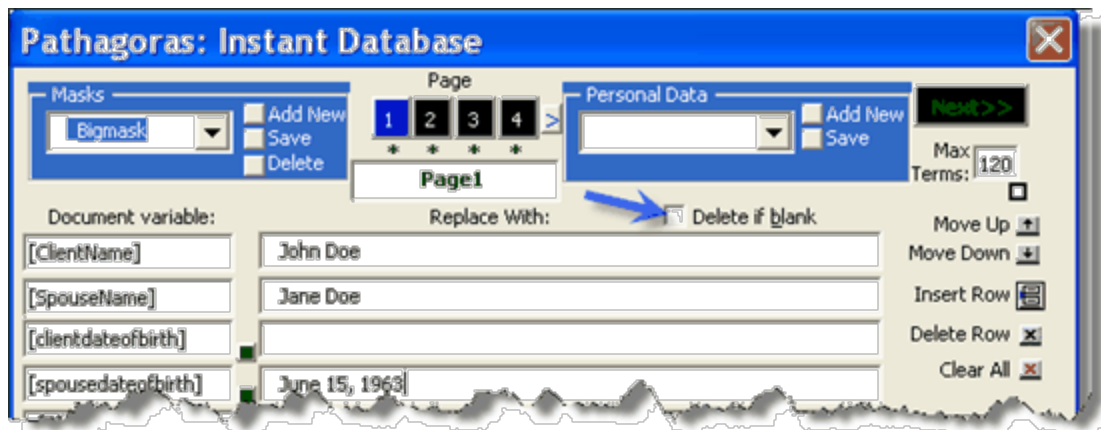 Pathagoras: Instant Database
Masks
Bigmask
Add New
Save
Delete
Page
1 2 3 4 >
* * * *
Page1
Personal Data
Add New
Save
Next>>
Max Terms: 120
Document variable:
Replace With:
Delete if blank
Move Up
Move Down
Insert Row
Delete Row
Clear All
[ClientName]
John Doe
[SpouseName]
Jane Doe
[clientdateofbirth]
[spousedateofbirth]
June 15, 1963